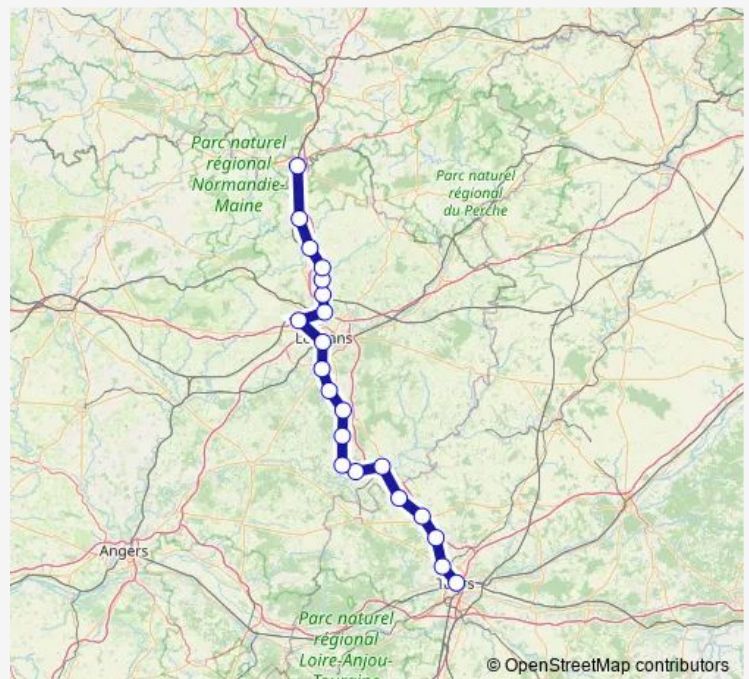 Parc naturel
régional
Normandie-
Maine
Parc naturel
régional
du Perche
Angers
Parc naturel
régional
Loire-Anjou-
© OpenStreetMap contributors